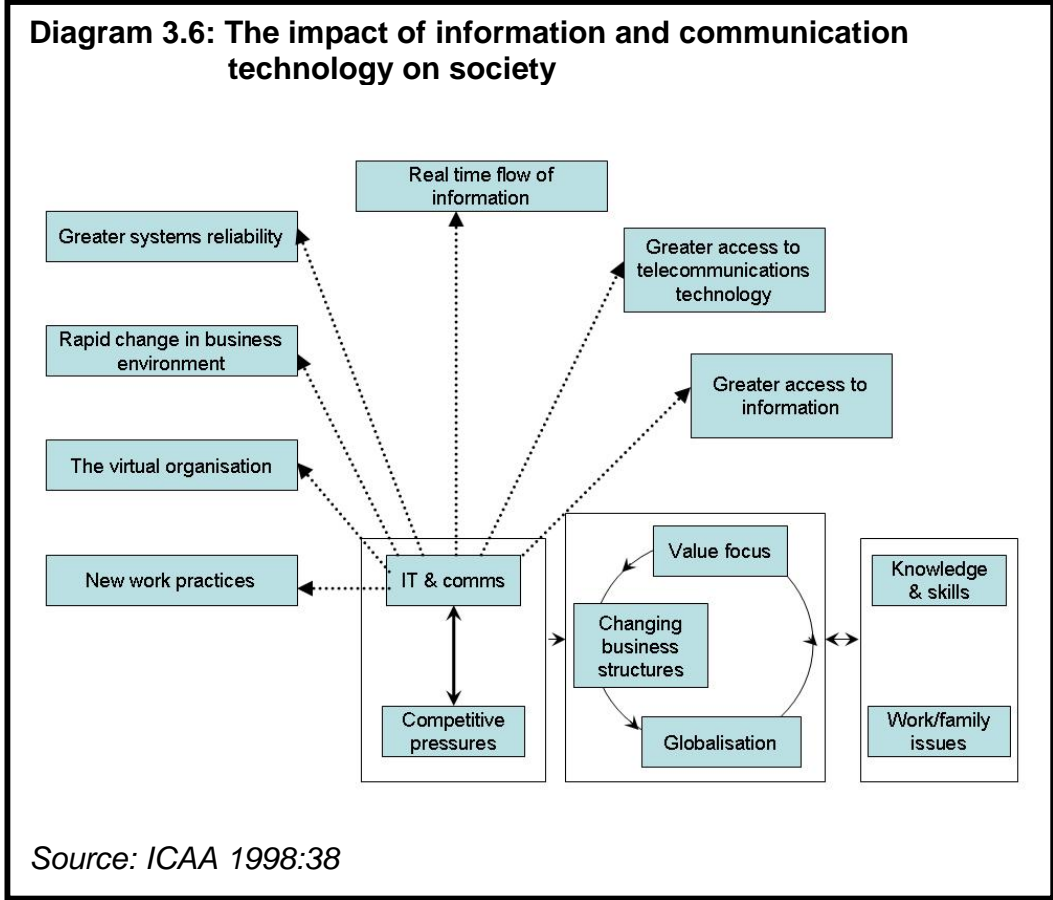 Diagram 3.6: The impact of information and communication
technology on society
Real time flow of
information
Greater systems reliability
Greater access to
telecommunications
technology
Rapid change in business
environment
Greater access to
information
The virtual organisation
New work practices
IT & comms
Value focus
Knowledge
& skills
Changing
business
structures
Competitive
pressures
Globalisation
Work/family
issues
Source: ICAA 1998:38